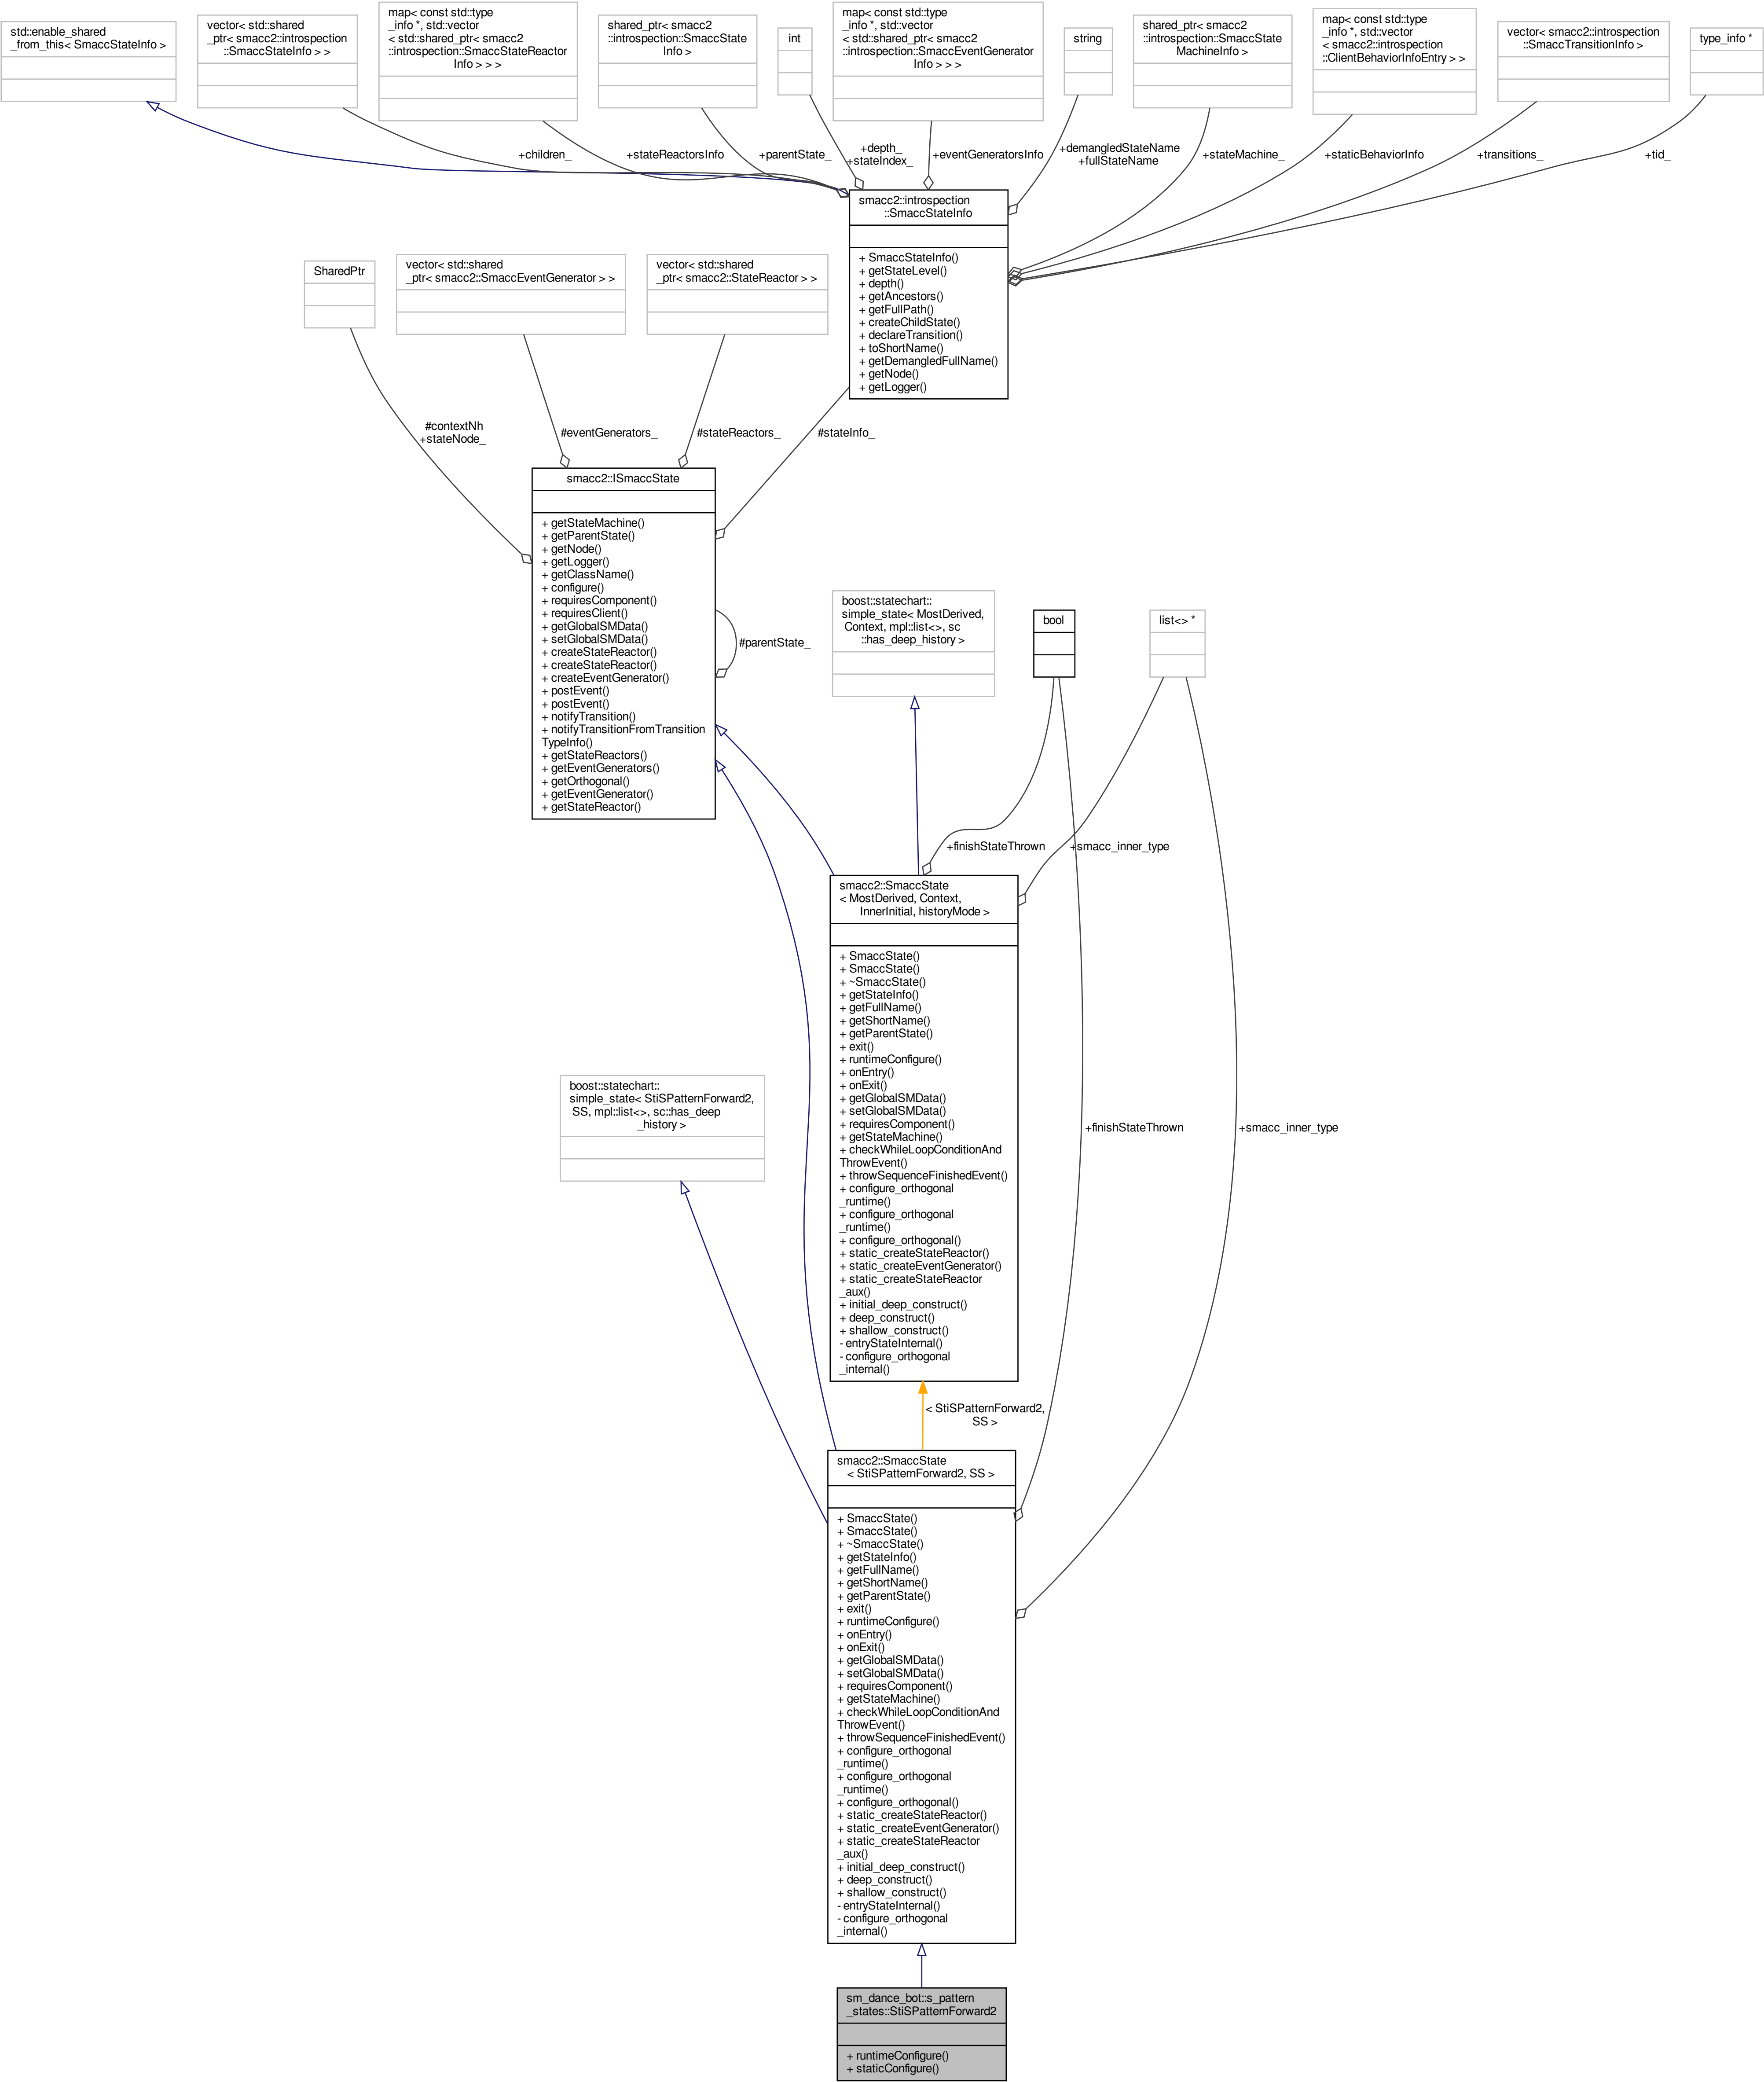 std::enable_shared
_from_this< SmaccStateInfo >
vector< std::shared
_ptr< smacc2::introspection
::SmaccStateInfo > >
map< const std::type
_info *, std::vector
< std::shared_ptr< smacc2
::introspection::SmaccStateReactor
Info > > >
shared_ptr< smacc2
::introspection::SmaccState
Info >
int
map< const std::type
_info *, std::vector
< std::shared_ptr< smacc2
::introspection::SmaccEventGenerator
Info > > >
string
shared_ptr< smacc2
::introspection::SmaccState
MachineInfo >
map< const std::type
_info *, std::vector
< smacc2::introspection
::ClientBehaviorInfoEntry > >
vector< smacc2::introspection
::SmaccTransitionInfo >
type_info *
+children_
+stateReactorsInfo
+parentState_
+depth_
+stateIndex_
+eventGeneratorsInfo
+demangledStateName
+fullStateName
+stateMachine_
+staticBehaviorInfo
+transitions_
+tid_
smacc2::introspection
::SmaccStateInfo
+ SmaccStateInfo()
+ getStateLevel()
+ depth()
+ getAncestors()
+ getFullPath()
+ createChildState()
+ declareTransition()
+ toShortName()
+ getDemangledFullName()
+ getNode()
+ getLogger()
SharedPtr
vector< std::shared
_ptr< smacc2::SmaccEventGenerator > >
vector< std::shared
_ptr< smacc2::StateReactor > >
#contextNh
+stateNode_
#eventGenerators_
#stateReactors_
#stateInfo_
smacc2::ISmaccState
+ getStateMachine()
+ getParentState()
+ getNode()
+ getLogger()
+ getClassName()
+ configure()
+ requiresComponent()
+ requiresClient()
+ getGlobalSMData()
+ setGlobalSMData()
+ createStateReactor()
+ createStateReactor()
+ createEventGenerator()
+ postEvent()
+ postEvent()
+ notifyTransition()
+ notifyTransitionFromTransition
TypeInfo()
+ getStateReactors()
+ getEventGenerators()
+ getOrthogonal()
+ getEventGenerator()
+ getStateReactor()
#parentState_
boost::statechart::
simple_state< MostDerived,
Context, mpl::list<>, sc
::has_deep_history >
bool
list<> *
+finishStateThrown
+smacc_inner_type
smacc2::SmaccState
< MostDerived, Context,
InnerInitial, historyMode >
+ SmaccState()
+ SmaccState()
+ ~SmaccState()
+ getStateInfo()
+ getFullName()
+ getShortName()
+ getParentState()
+ exit()
+ runtimeConfigure()
+ onEntry()
+ onExit()
+ getGlobalSMData()
+ setGlobalSMData()
+ requiresComponent()
+ getStateMachine()
+ checkWhileLoopConditionAnd
ThrowEvent()
+ throwSequenceFinishedEvent()
+ configure_orthogonal
_runtime()
+ configure_orthogonal
_runtime()
+ configure_orthogonal()
+ static_createStateReactor()
+ static_createEventGenerator()
+ static_createStateReactor
_aux()
+ initial_deep_construct()
+ deep_construct()
+ shallow_construct()
- entryStateInternal()
- configure_orthogonal
_internal()
boost::statechart::
simple_state< StiSPatternForward2,
SS, mpl::list<>, sc::has_deep
_history >
+finishStateThrown
+smacc_inner_type
< StiSPatternForward2,
SS >
smacc2::SmaccState
< StiSPatternForward2, SS >
+ SmaccState()
+ SmaccState()
+ ~SmaccState()
+ getStateInfo()
+ getFullName()
+ getShortName()
+ getParentState()
+ exit()
+ runtimeConfigure()
+ onEntry()
+ onExit()
+ getGlobalSMData()
+ setGlobalSMData()
+ requiresComponent()
+ getStateMachine()
+ checkWhileLoopConditionAnd
ThrowEvent()
+ throwSequenceFinishedEvent()
+ configure_orthogonal
_runtime()
+ configure_orthogonal
_runtime()
+ configure_orthogonal()
+ static_createStateReactor()
+ static_createEventGenerator()
+ static_createStateReactor
_aux()
+ initial_deep_construct()
+ deep_construct()
+ shallow_construct()
- entryStateInternal()
- configure_orthogonal
_internal()
sm_dance_bot::s_pattern
_states::StiSPatternForward2
+ runtimeConfigure()
+ staticConfigure()